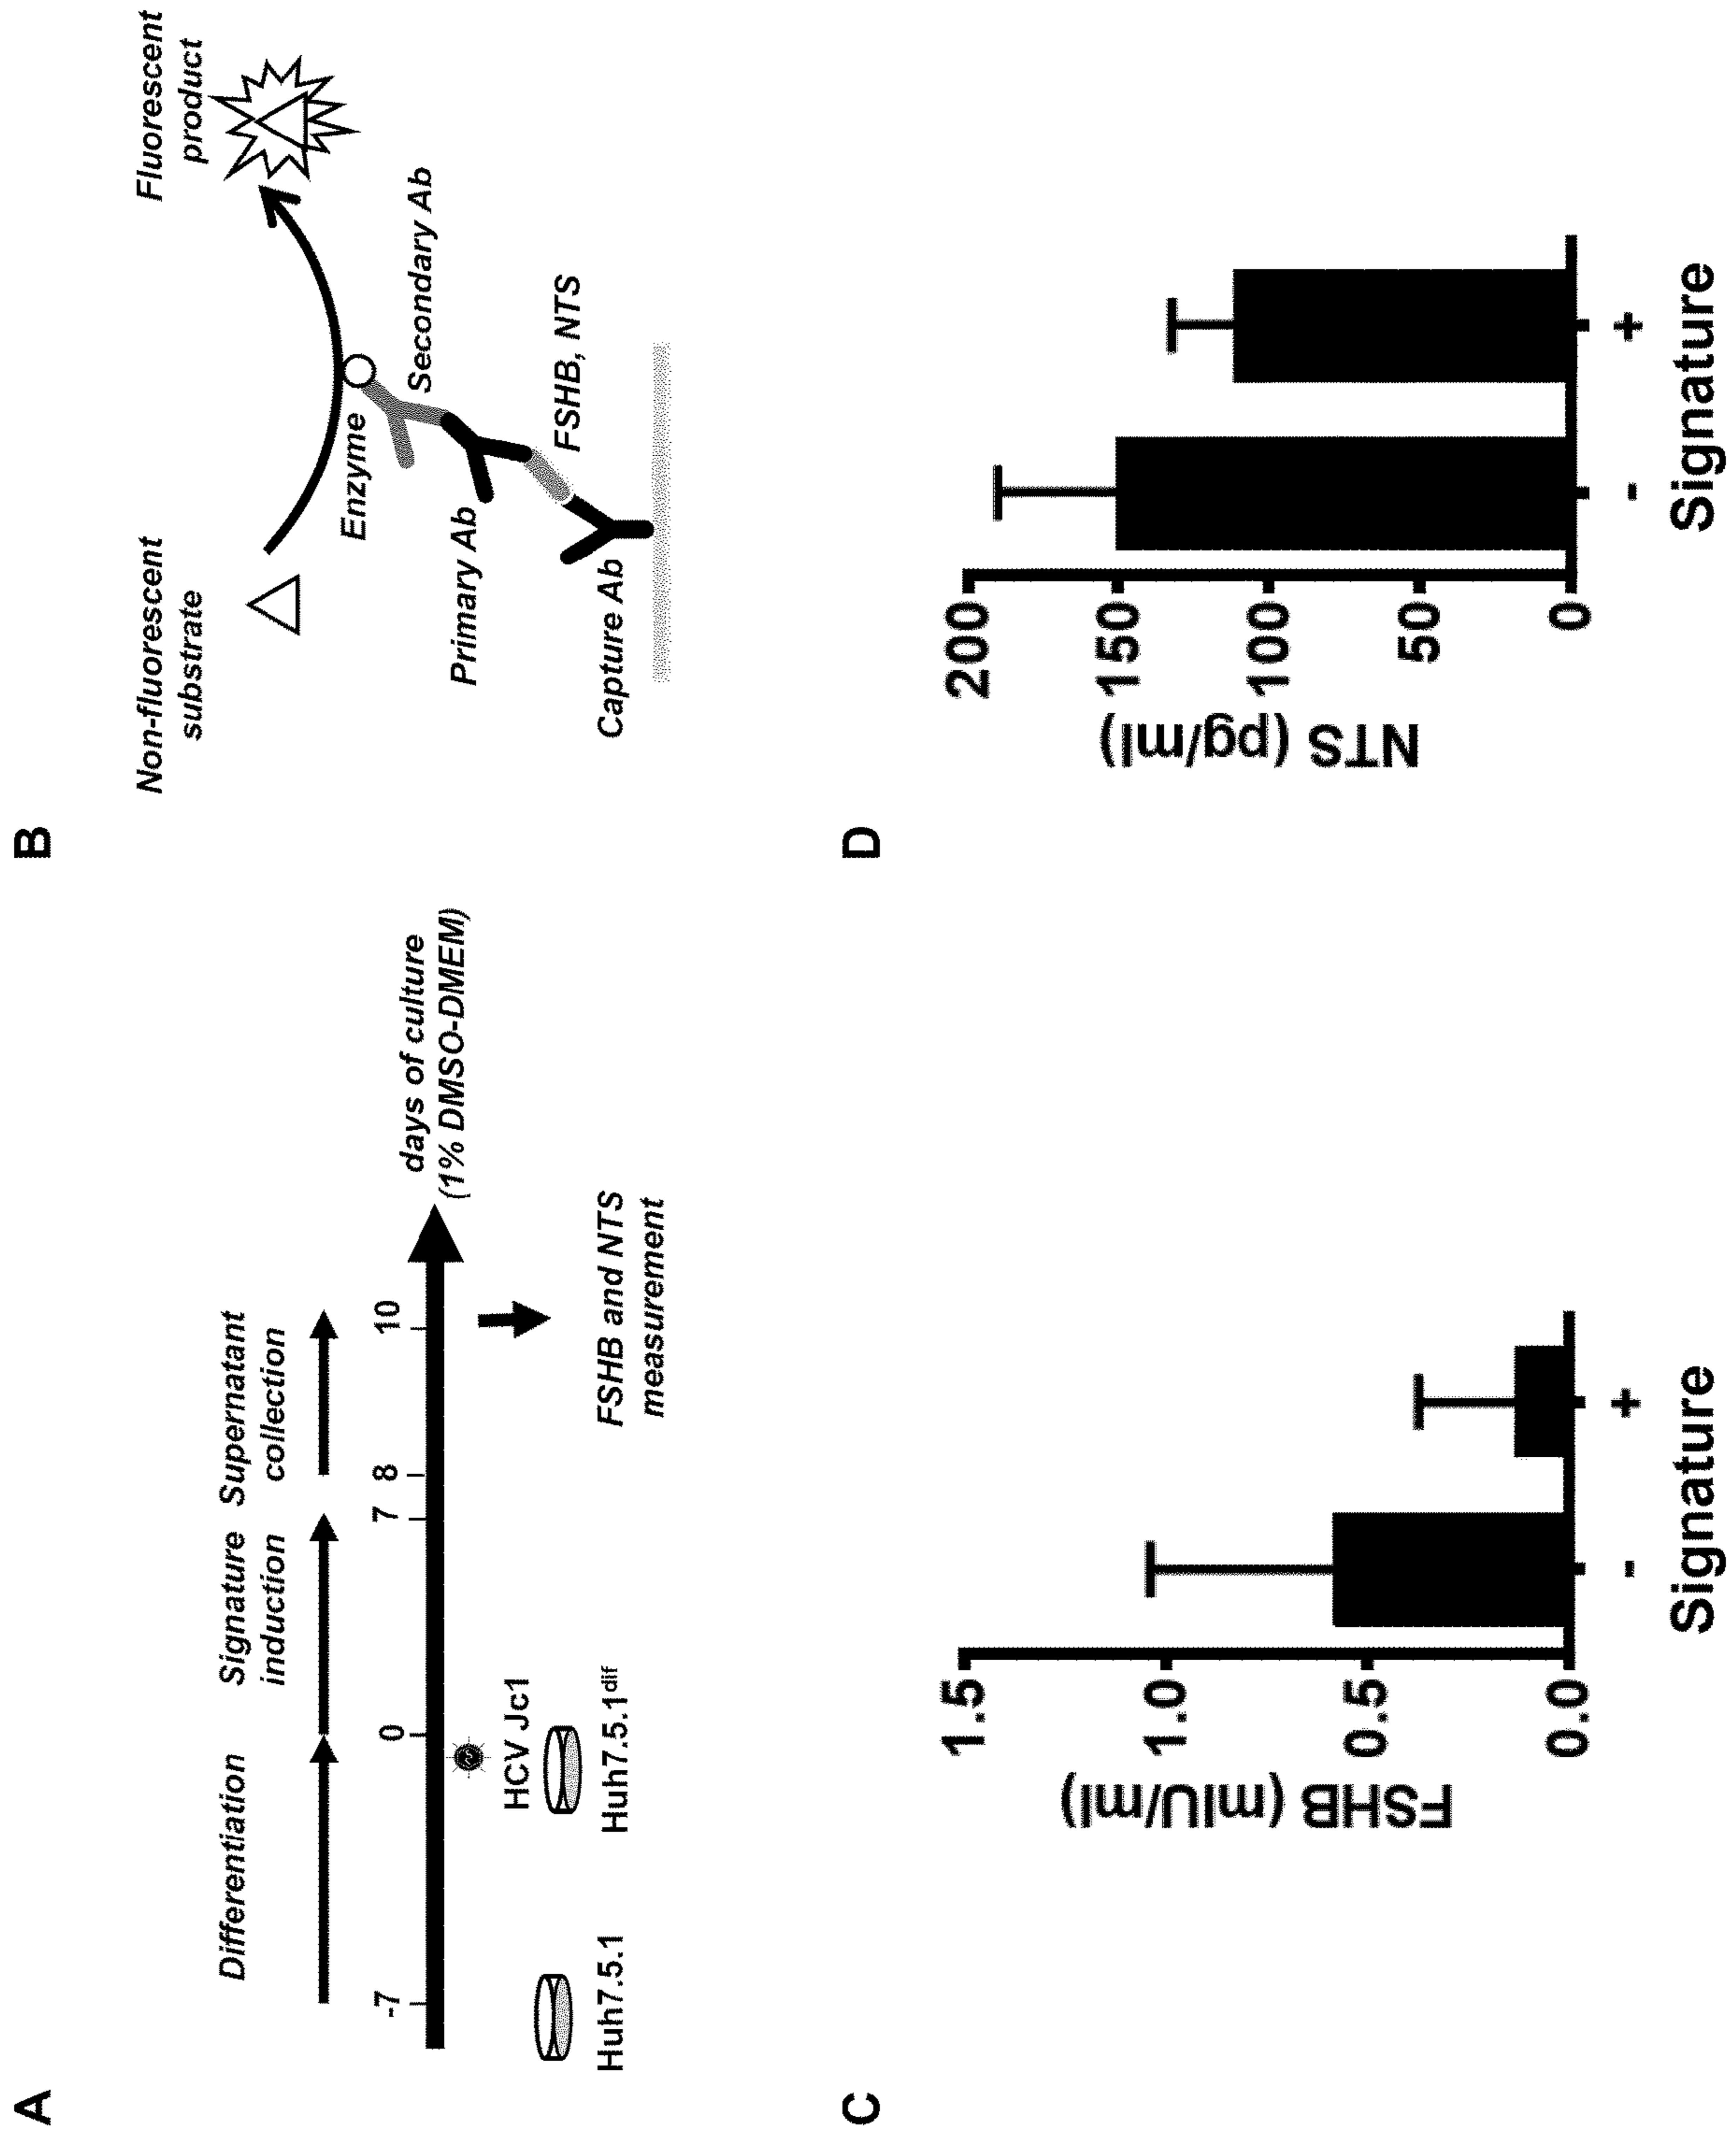 A
Differentiation
Signature
induction
Supernatant
collection
-7
0
7
8
10
days of culture
(1% DMSO-DMEM)
HCV Jc1
Huh7.5.1
Huh7.5.1dif
FSHB and NTS
measurement
B
Non-fluorescent
substrate
Fluorescent
product
Enzyme
Secondary Ab
Primary Ab
FSHB, NTS
Capture Ab
C
FSHB (mIU/ml)
1.5
1.0
0.5
0.0
-
+
Signature
D
NTS (pg/ml)
200
150
100
50
0
-
+
Signature